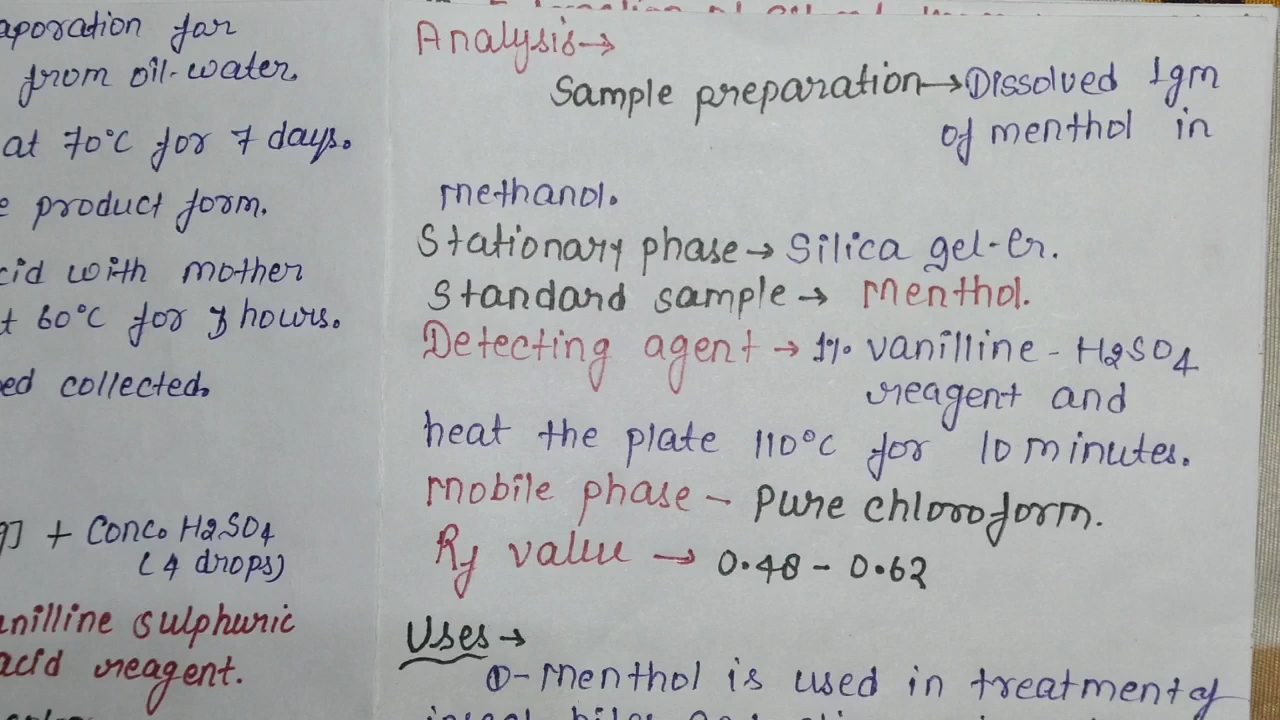 aporation for
from oil-water.
at 70°C for 7 days.
e product form.
cid with mother
t 60°C for 3 hours.
ed collected.
+ Conc. H2SO4
(4 drops)
anilline sulphuric
acid reagent.
Analysis→
Sample preparation→Dissolved 1gm
of menthol in
methanol.
Stationary phase→ Silica gel-Gr.
Standard sample→ Menthol.
Detecting agent → 1% vanilline - H2SO4
reagent and
heat the plate 110°C for 10 minutes.
Mobile phase - Pure chloroform.
Rf value → 0.48 - 0.62
Uses→
①- Menthol is used in treatment of